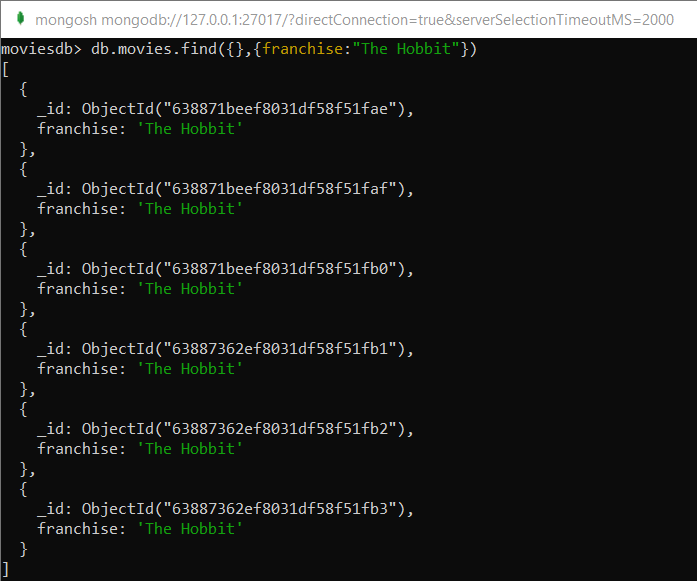 mongosh mongodb://127.0.0.1:27017/?directConnection=true&serverSelectionTimeoutMS=2000
moviesdb> db.movies.find({},{franchise:"The Hobbit"})
[
  {
    _id: ObjectId("638871beef8031df58f51fae"),
    franchise: 'The Hobbit'
  },
  {
    _id: ObjectId("638871beef8031df58f51faf"),
    franchise: 'The Hobbit'
  },
  {
    _id: ObjectId("638871beef8031df58f51fb0"),
    franchise: 'The Hobbit'
  },
  {
    _id: ObjectId("63887362ef8031df58f51fb1"),
    franchise: 'The Hobbit'
  },
  {
    _id: ObjectId("63887362ef8031df58f51fb2"),
    franchise: 'The Hobbit'
  },
  {
    _id: ObjectId("63887362ef8031df58f51fb3"),
    franchise: 'The Hobbit'
  }
]